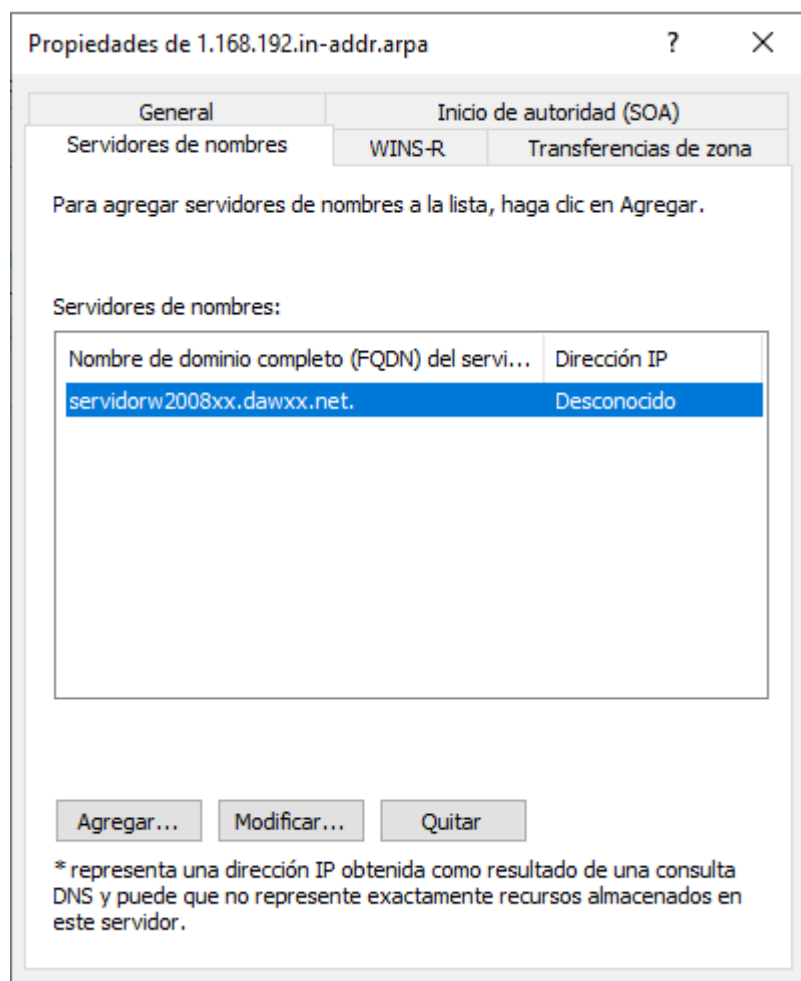 Propiedades de 1.168.192.in-addr.arpa ? X
General Inicio de autoridad (SOA)
Servidores de nombres WINS-R Transferencias de zona
Para agregar servidores de nombres a la lista, haga clic en Agregar.
Servidores de nombres:
Nombre de dominio completo (FQDN) del servi... Dirección IP
servidorw2008xx.dawxx.net. Desconocido
Agregar... Modificar... Quitar
* representa una dirección IP obtenida como resultado de una consulta
DNS y puede que no represente exactamente recursos almacenados en
este servidor.